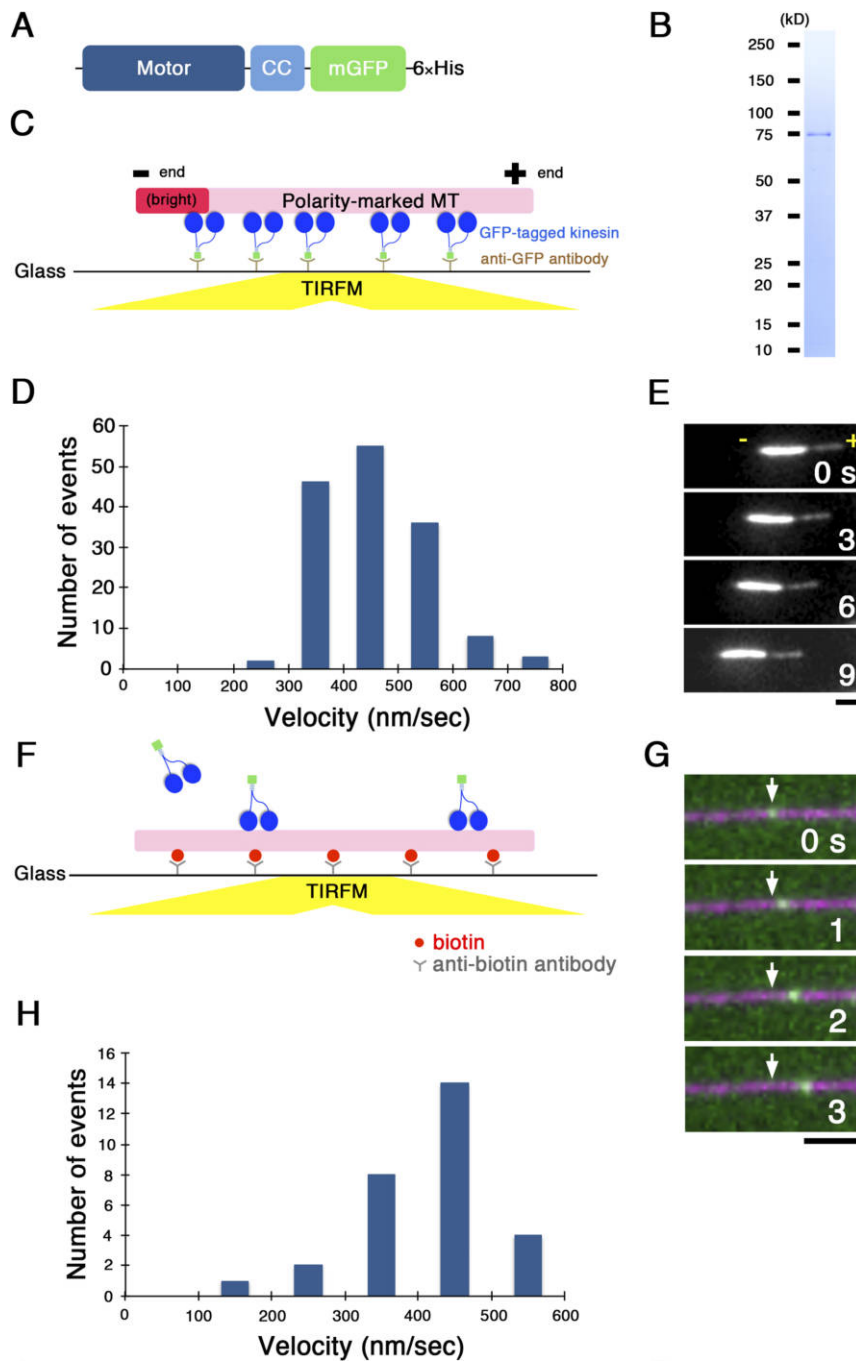 A
Motor
CC
mGFP
6×His
B
(kD)
250
150
100
75
50
37
25
20
15
10
C
end
end
(bright)
Polarity-marked MT
GFP-tagged kinesin
anti-GFP antibody
Glass
TIRFM
D
Number of events
60
50
40
30
20
10
0
0 100 200 300 400 500 600 700 800
Velocity (nm/sec)
E
- +
0 s
3
6
9
F
Glass
TIRFM
biotin
anti-biotin antibody
G
0 s
1
2
3
H
Number of events
16
14
12
10
8
6
4
2
0
0 100 200 300 400 500 600
Velocity (nm/sec)